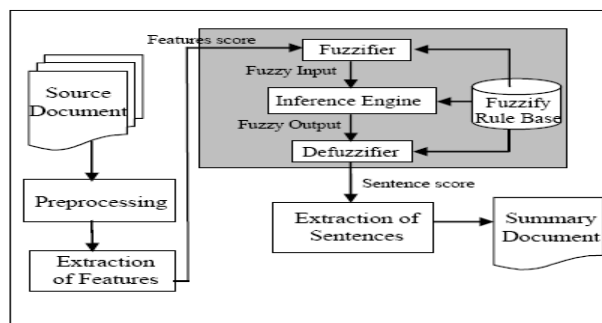 Source
Document
Preprocessing
Extraction
of Features
Features score
Fuzzifier
Fuzzy Input
Inference Engine
Fuzzy Output
Defuzzifier
Fuzzify
Rule Base
Sentence score
Extraction of
Sentences
Summary
Document